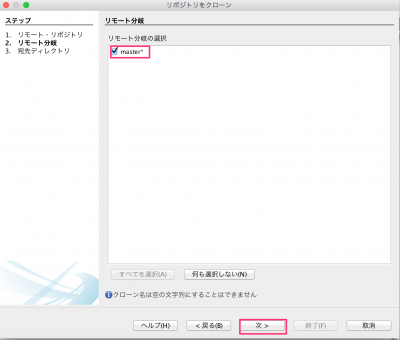 リポジトリをクローン
ステップ
1. リモート・リポジトリ
2. リモート分岐
3. 宛先ディレクトリ
リモート分岐
リモート分岐の選択
master*
すべてを選択(A) 何も選択しない(N)
クローン名は空の文字列にすることはできません
ヘルプ(H) < 戻る(B) 次 > 終了(F) 取消